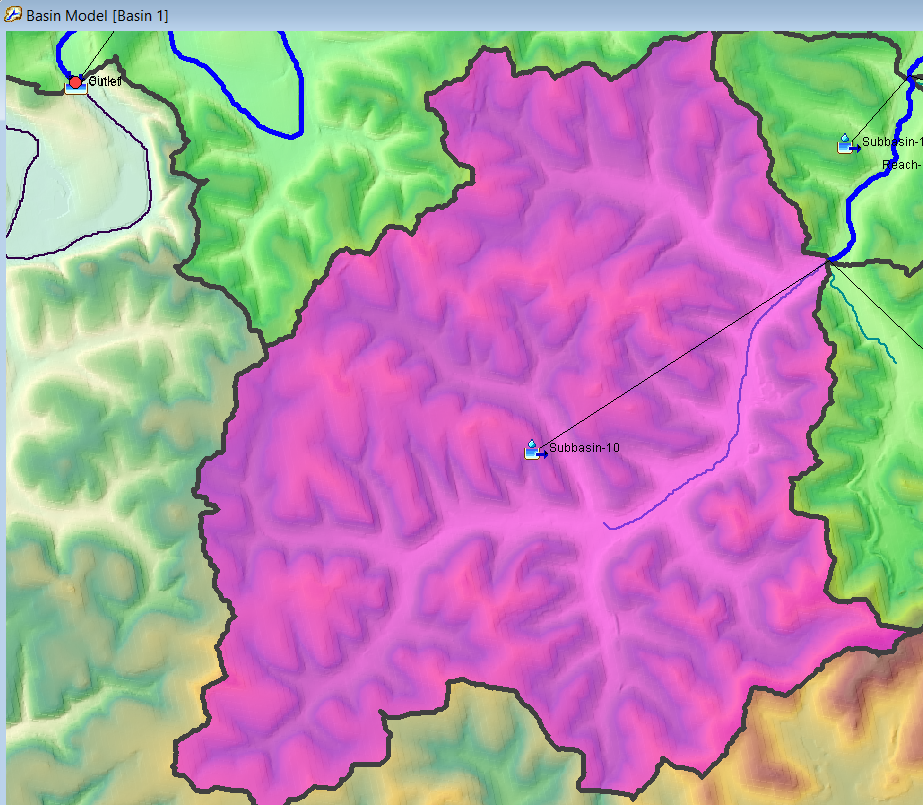 Basin Model [Basin 1]
Outlet
Subbasin-1
Reach-
Subbasin-10